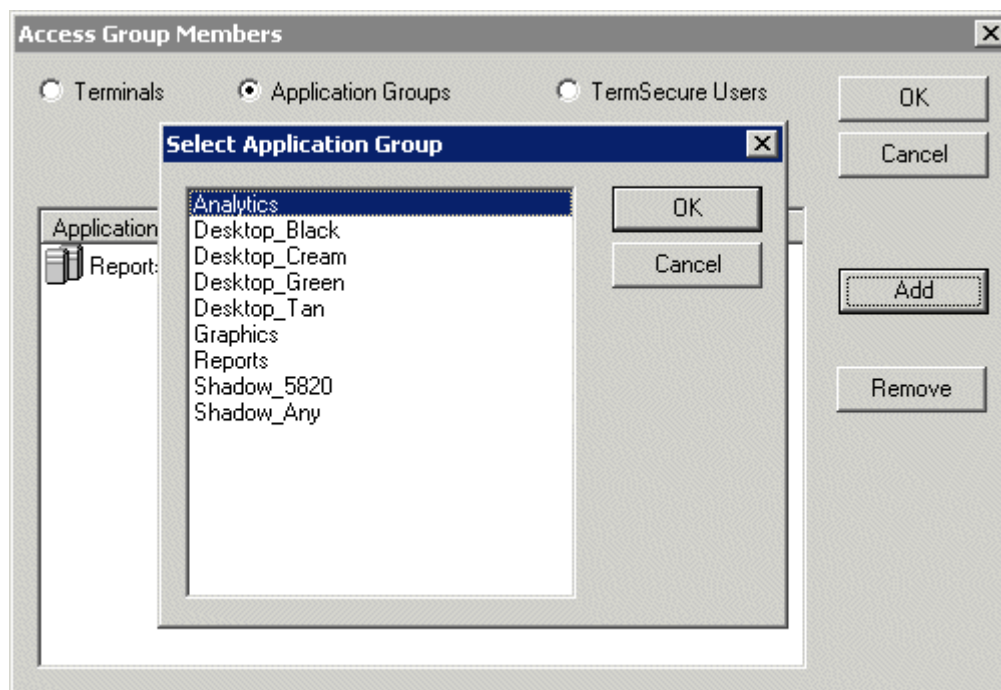 Access Group Members
Terminals
Application Groups
TermSecure Users
OK
Cancel
Select Application Group
Analytics
Desktop_Black
Desktop_Cream
Desktop_Green
Desktop_Tan
Graphics
Reports
Shadow_5820
Shadow_Any
OK
Cancel
Application
Report
Add
Remove